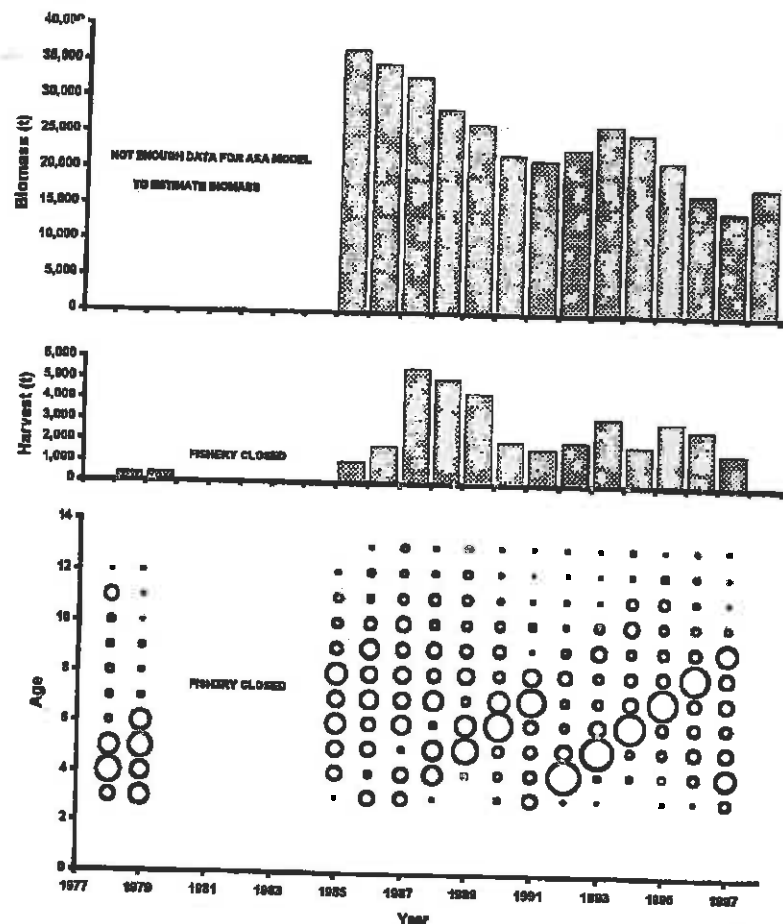 40,000
35,000
30,000
25,000
20,000
15,000
10,000
5,000
0
Biomass (t)
NOT ENOUGH DATA FOR ASA MODEL
TO ESTIMATE BIOMASS
6,000
5,000
4,000
3,000
2,000
1,000
0
Harvest (t)
FISHERY CLOSED
14
12
10
8
6
4
2
0
Age
FISHERY CLOSED
1977 1979 1981 1983 1985 1987 1989 1991 1993 1995 1997
Year